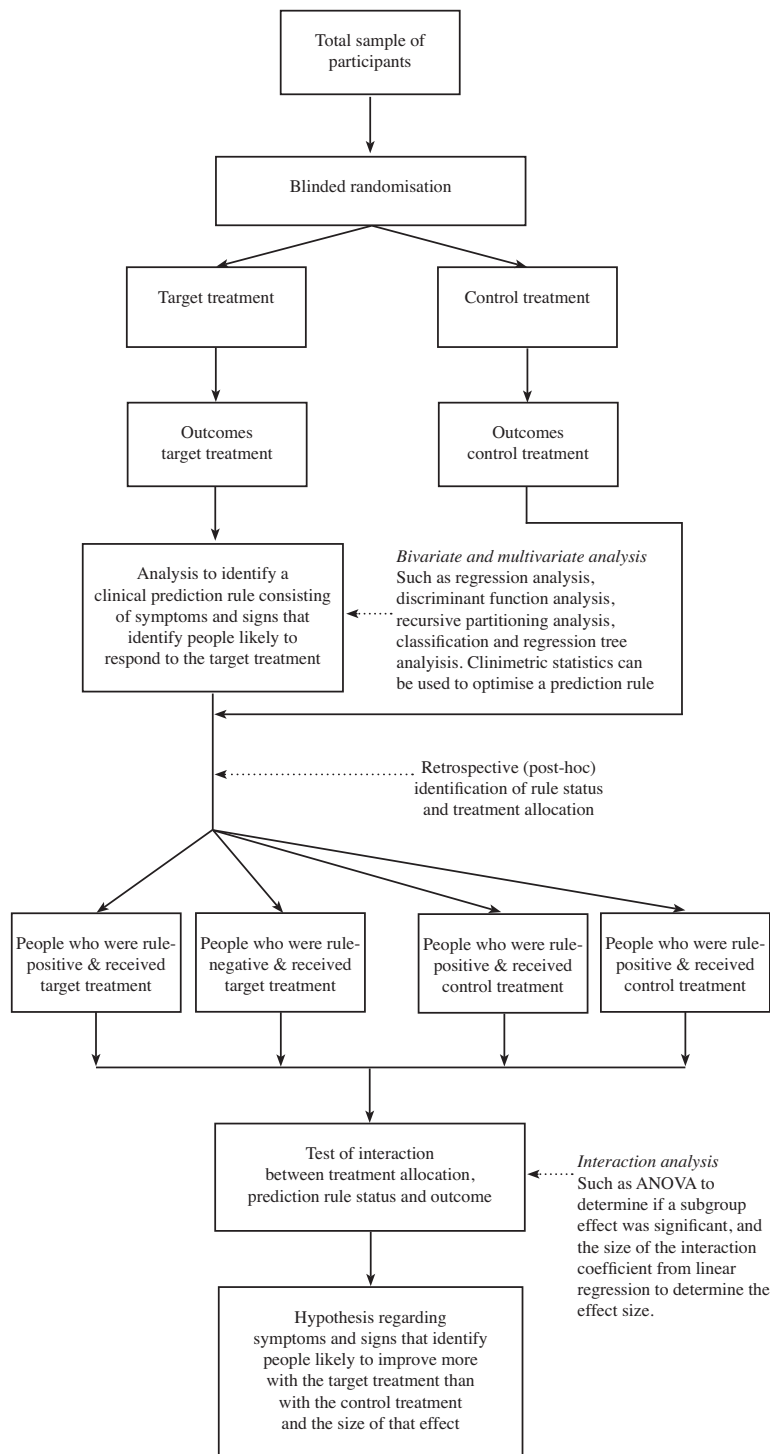 Total sample of
participants
Blinded randomisation
Target treatment
Control treatment
Outcomes
target treatment
Outcomes
control treatment
Analysis to identify a
clinical prediction rule consisting
of symptoms and signs that
identify people likely to
respond to the target treatment
Bivariate and multivariate analysis
Such as regression analysis,
discriminant function analysis,
recursive partitioning analysis,
classification and regression tree
analyisis. Clinimetric statistics can
be used to optimise a prediction rule
Retrospective (post-hoc)
identification of rule status
and treatment allocation
People who were rule-
positive & received
target treatment
People who were rule-
negative & received
target treatment
People who were rule-
positive & received
control treatment
People who were rule-
positive & received
control treatment
Test of interaction
between treatment allocation,
prediction rule status and outcome
Interaction analysis
Such as ANOVA to
determine if a subgroup
effect was significant, and
the size of the interaction
coefficient from linear
regression to determine the
effect size.
Hypothesis regarding
symptoms and signs that identify
people likely to improve more
with the target treatment than
with the control treatment
and the size of that effect